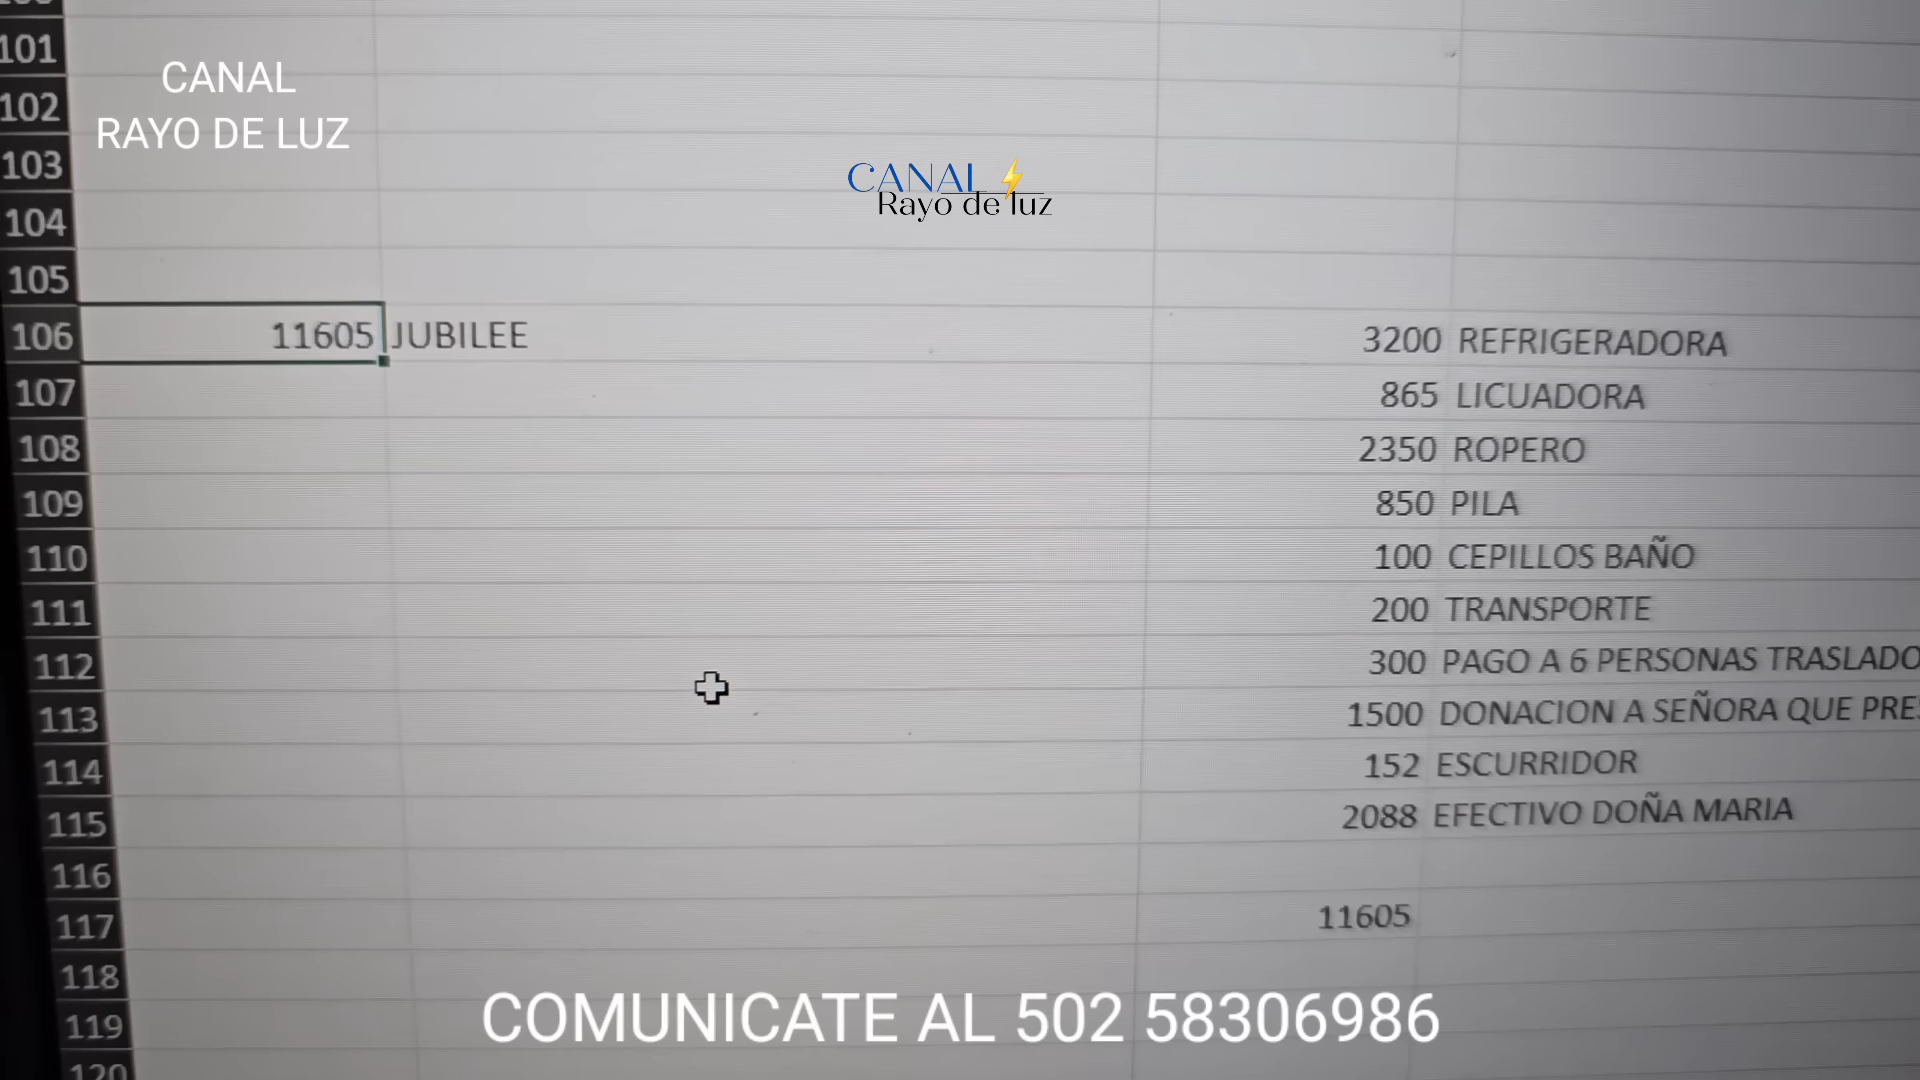 101
CANAL
102
RAYO DE LUZ
103
CANAL
Rayo de luz
104
105
106 11605 JUBILEE 3200 REFRIGERADORA
107 865 LICUADORA
108 2350 ROPERO
109 850 PILA
110 100 CEPILLOS BAÑO
111 200 TRANSPORTE
112 300 PAGO A 6 PERSONAS TRASLADO
113 1500 DONACION A SEÑORA QUE PRES
114 152 ESCURRIDOR
115 2088 EFECTIVO DOÑA MARIA
116
117 11605
118
119
COMUNICATE AL 502 58306986
120